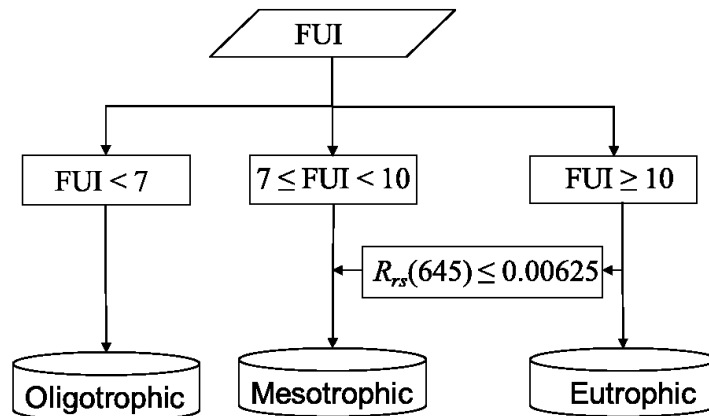 FUI
FUI < 7
7 ≤ FUI < 10
FUI ≥ 10
Rrs(645) ≤ 0.00625
Oligotrophic
Mesotrophic
Eutrophic